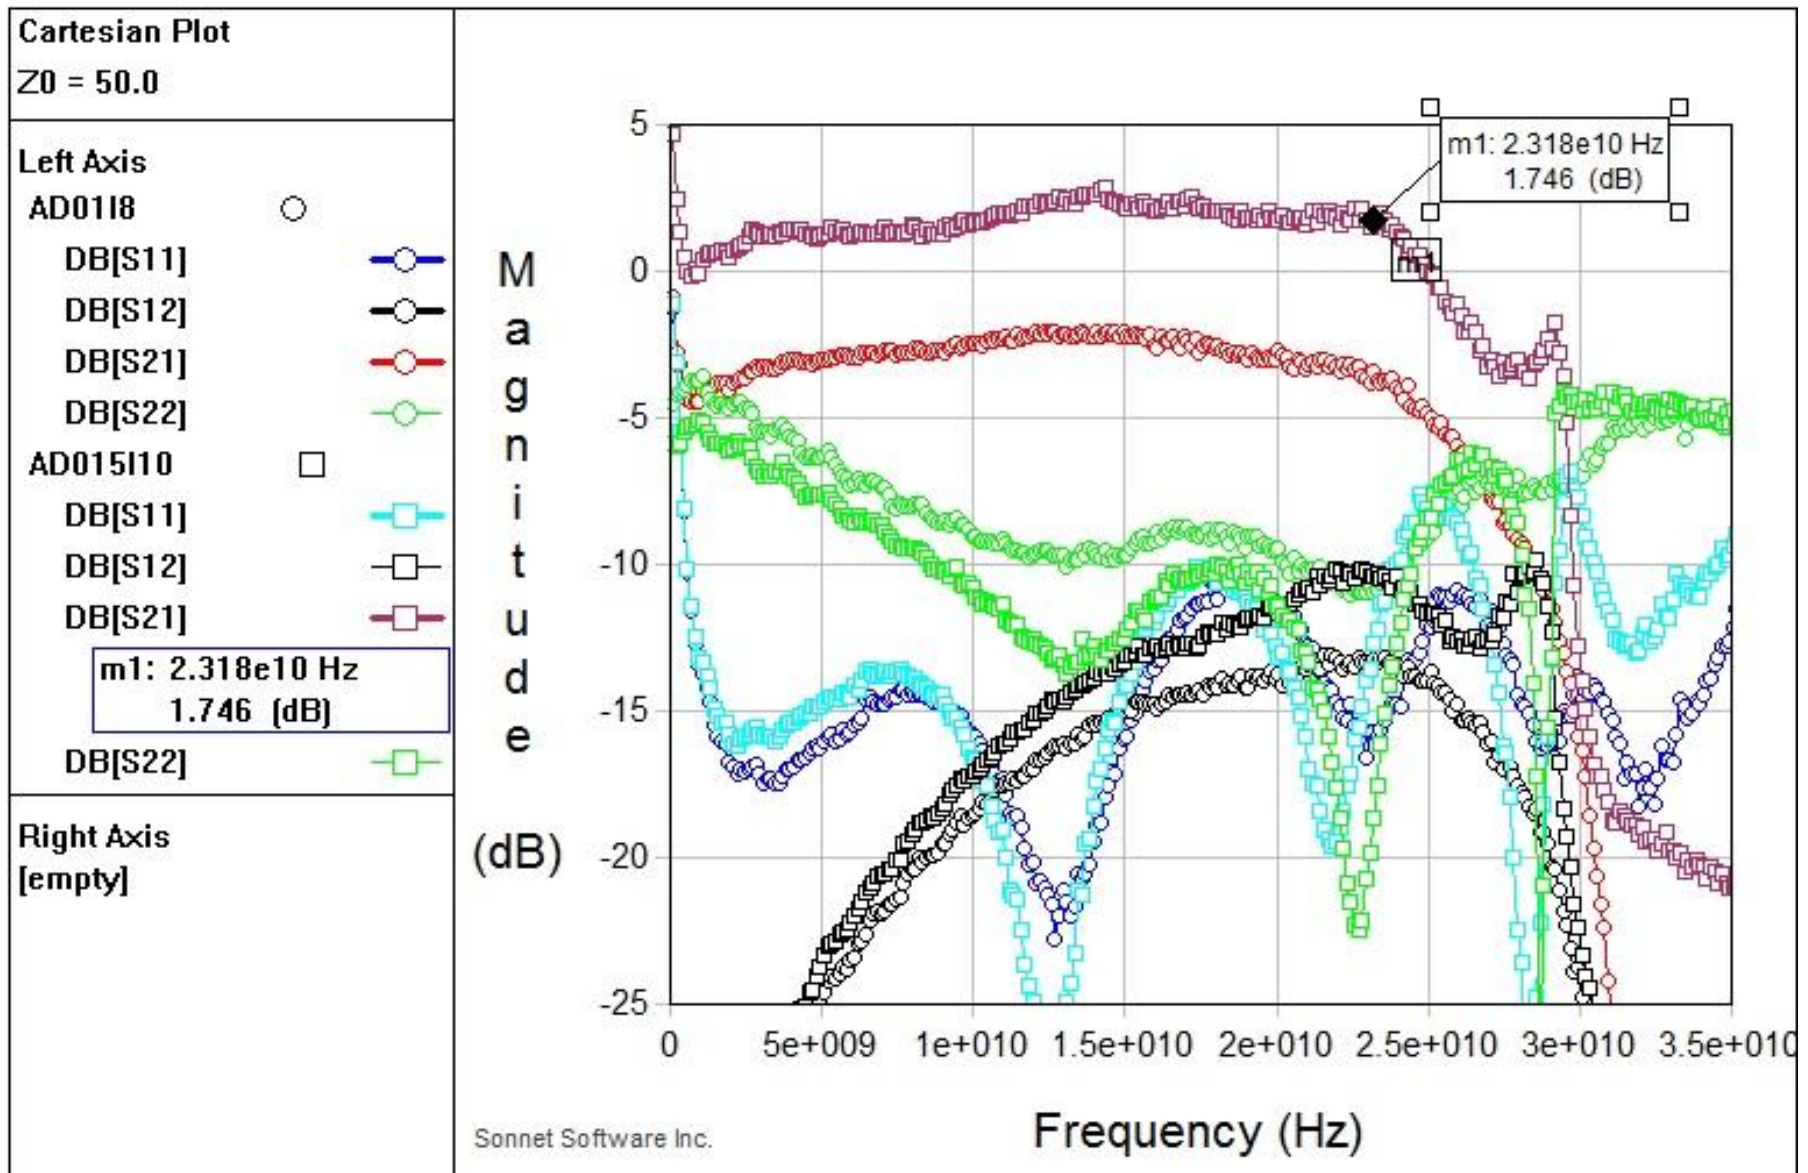 Cartesian Plot
Z0 = 50.0
Left Axis
AD01I8
DB[S11]
DB[S12]
DB[S21]
DB[S22]
AD015I10
DB[S11]
DB[S12]
DB[S21]
m1: 2.318e10 Hz
1.746 (dB)
DB[S22]
Right Axis
[empty]
Magnitude
(dB)
5
0
-5
-10
-15
-20
-25
m1: 2.318e10 Hz
1.746 (dB)
0 5e+009 1e+010 1.5e+010 2e+010 2.5e+010 3e+010 3.5e+010
Frequency (Hz)
Sonnet Software Inc.